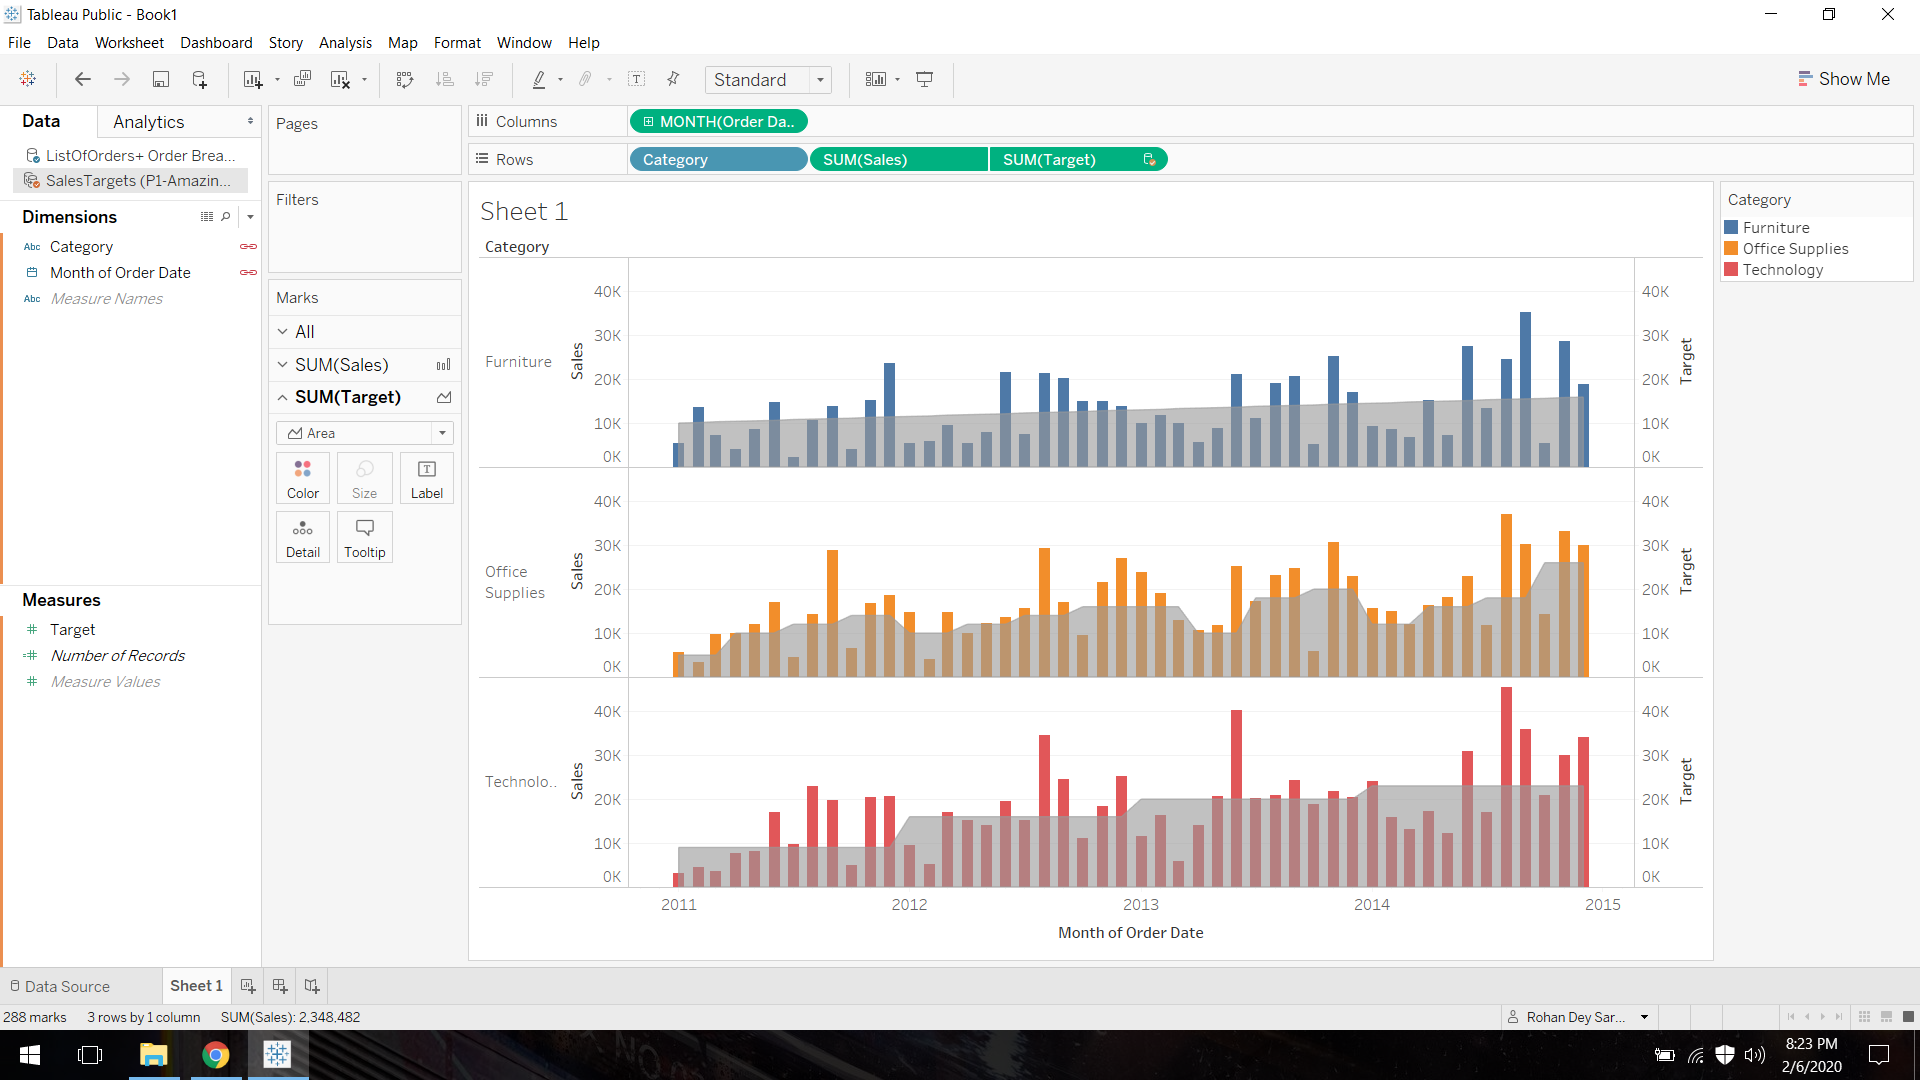 Tableau Public - Book1
File Data Worksheet Dashboard Story Analysis Map Format Window Help
Standard
Show Me
Data Analytics
ListOfOrders+ Order Brea...
SalesTargets (P1-Amazin...
Dimensions
Abc Category
Month of Order Date
Abc Measure Names
Measures
# Target
=# Number of Records
# Measure Values
Pages
Filters
Marks
All
SUM(Sales)
SUM(Target)
Area
Color Size Label
T
Detail Tooltip
Columns MONTH(Order Da..
Rows Category SUM(Sales) SUM(Target)
Sheet 1
Category
Furniture
Sales
40K
30K
20K
10K
0K
40K
30K
20K
10K
0K
Target
Office
Supplies
Sales
40K
30K
20K
10K
0K
40K
30K
20K
10K
0K
Target
Technolo..
Sales
40K
30K
20K
10K
0K
40K
30K
20K
10K
0K
Target
2011 2012 2013 2014 2015
Month of Order Date
Category
Furniture
Office Supplies
Technology
Data Source Sheet 1
288 marks 3 rows by 1 column SUM(Sales): 2,348,482
Rohan Dey Sar...
8:23 PM
2/6/2020